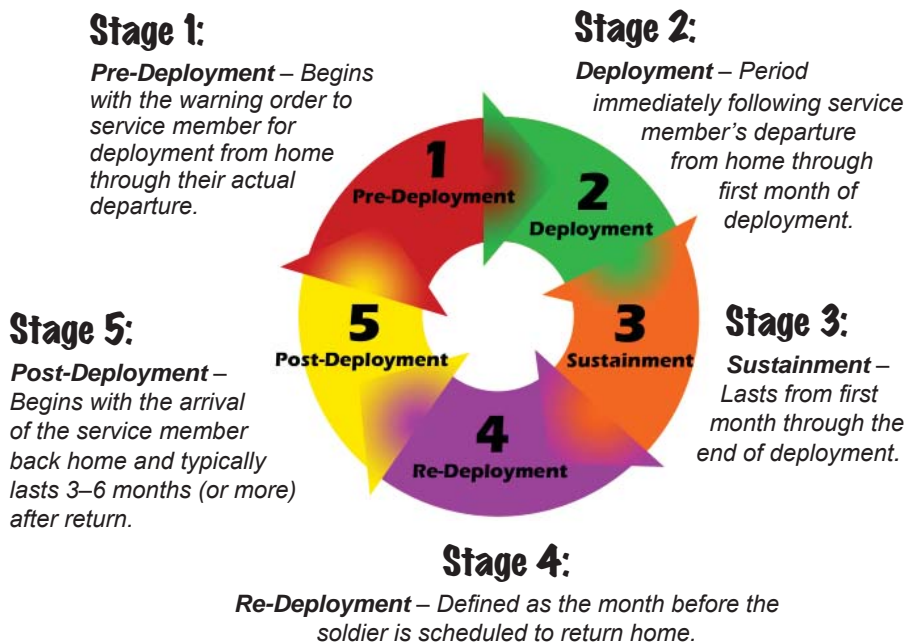 Stage 1:
Pre-Deployment – Begins
with the warning order to
service member for
deployment from home
through their actual
departure.
Stage 2:
Deployment – Period
immediately following service
member’s departure
from home through
first month of
deployment.
1
Pre-Deployment
2
Deployment
3
Sustainment
4
Re-Deployment
5
Post-Deployment
Stage 3:
Sustainment –
Lasts from first
month through the
end of deployment.
Stage 5:
Post-Deployment –
Begins with the arrival
of the service member
back home and typically
lasts 3–6 months (or more)
after return.
Stage 4:
Re-Deployment – Defined as the month before the
soldier is scheduled to return home.